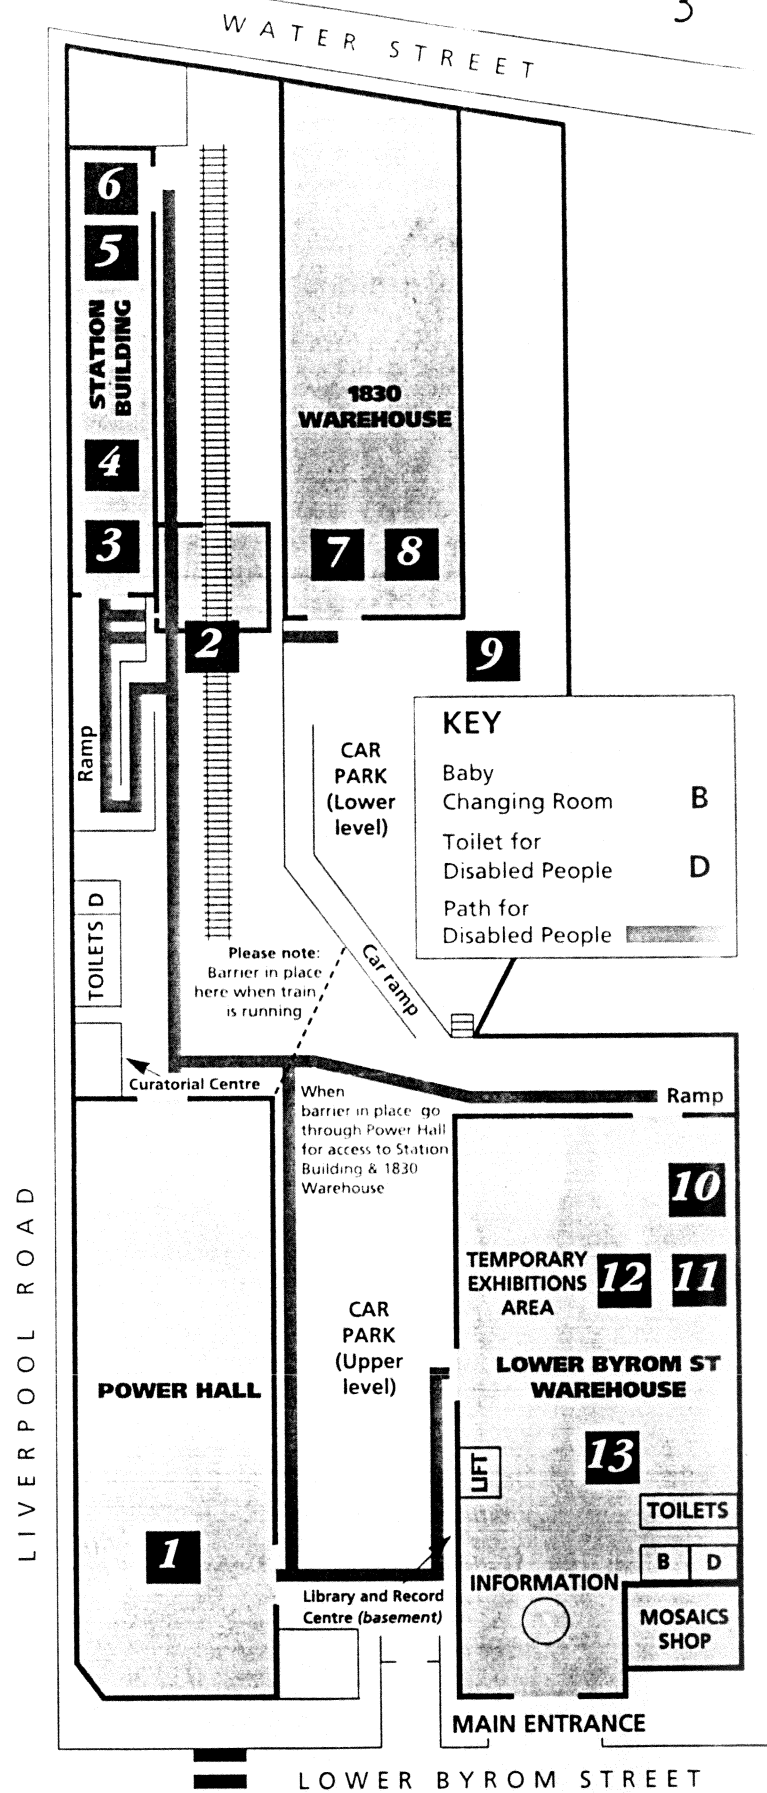 3
WATER STREET
6
5
STATION
BUILDING
4
3
1830
WAREHOUSE
7
8
2
9
Ramp
CAR
PARK
(Lower
level)
KEY
Baby
Changing Room B
Toilet for
Disabled People D
Path for
Disabled People
TOILETS D
Please note:
Barrier in place
here when train
is running
Car ramp
Curatorial Centre
When
barrier in place go
through Power Hall
for access to Station
Building & 1830
Warehouse
Ramp
LIVERPOOL ROAD
10
TEMPORARY
EXHIBITIONS
AREA
12
11
CAR
PARK
(Upper
level)
LOWER BYROM ST
WAREHOUSE
POWER HALL
13
LIFT
TOILETS
1
B D
INFORMATION
Library and Record
Centre (basement)
MOSAICS
SHOP
MAIN ENTRANCE
LOWER BYROM STREET